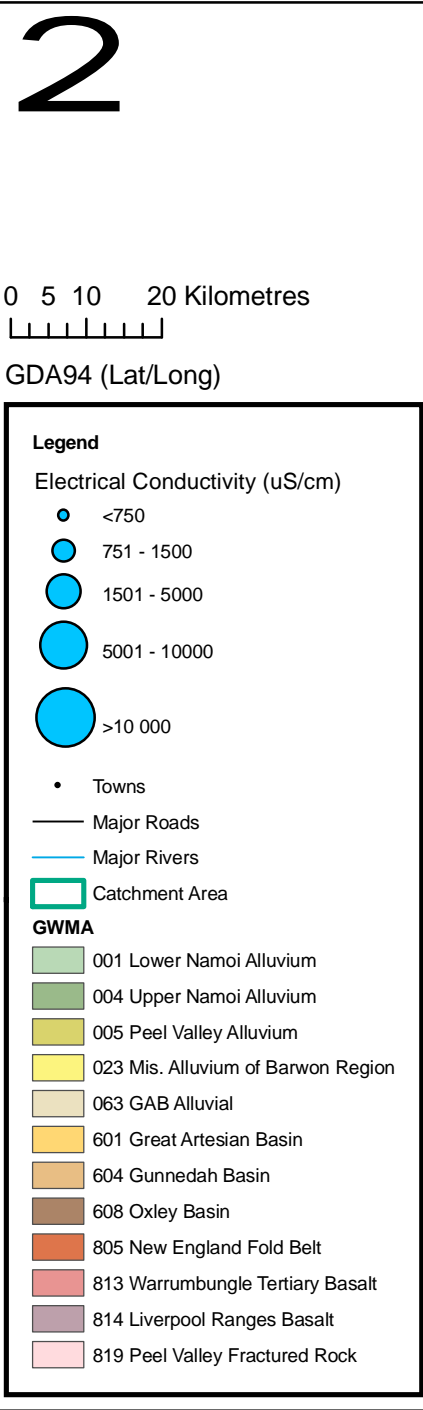 2
0 5 10 20 Kilometres
GDA94 (Lat/Long)
Legend
Electrical Conductivity (uS/cm)
<750
751 - 1500
1501 - 5000
5001 - 10000
>10 000
Towns
Major Roads
Major Rivers
Catchment Area
GWMA
001 Lower Namoi Alluvium
004 Upper Namoi Alluvium
005 Peel Valley Alluvium
023 Mis. Alluvium of Barwon Region
063 GAB Alluvial
601 Great Artesian Basin
604 Gunnedah Basin
608 Oxley Basin
805 New England Fold Belt
813 Warrumbungle Tertiary Basalt
814 Liverpool Ranges Basalt
819 Peel Valley Fractured Rock